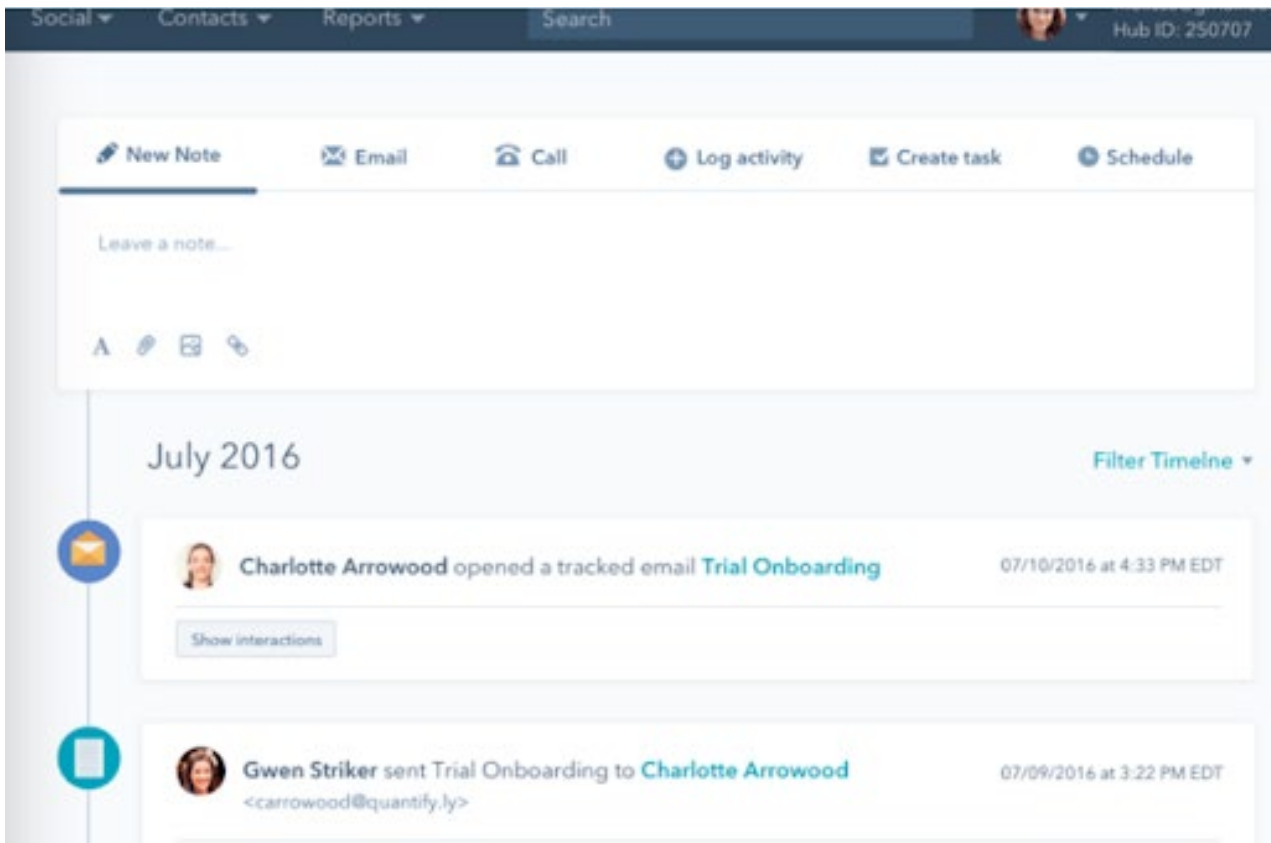 Social Contacts Reports Search
Hub ID: 250707
New Note Email Call Log activity Create task Schedule
Leave a note...
A
July 2016 Filter Timelne
Charlotte Arrowood opened a tracked email Trial Onboarding 07/10/2016 at 4:33 PM EDT
Show interactions
Gwen Striker sent Trial Onboarding to Charlotte Arrowood 07/09/2016 at 3:22 PM EDT
<carrowood@quantify.ly>